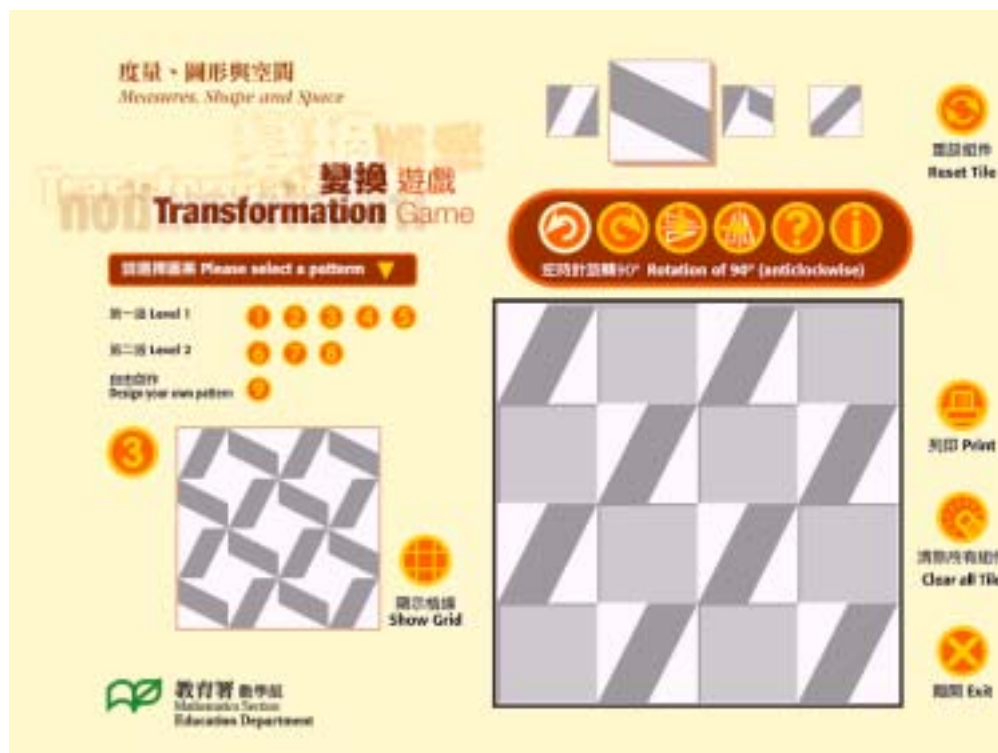 度量、圖形與空間
Measures, Shape and Space
變換 遊戲
Transformation Game
請選擇圖案 Please select a pattern
第一級 Level 1
1 2 3 4 5
第二級 Level 2
6 7 8
自由創作
Design your own pattern
9
3
顯示格線
Show Grid
教育署 數學組
Mathematics Section
Education Department
重設組件
Reset Tile
? i
逆時針旋轉90° Rotation of 90° (anticlockwise)
列印 Print
清除所有組件
Clear all Tile
離開 Exit